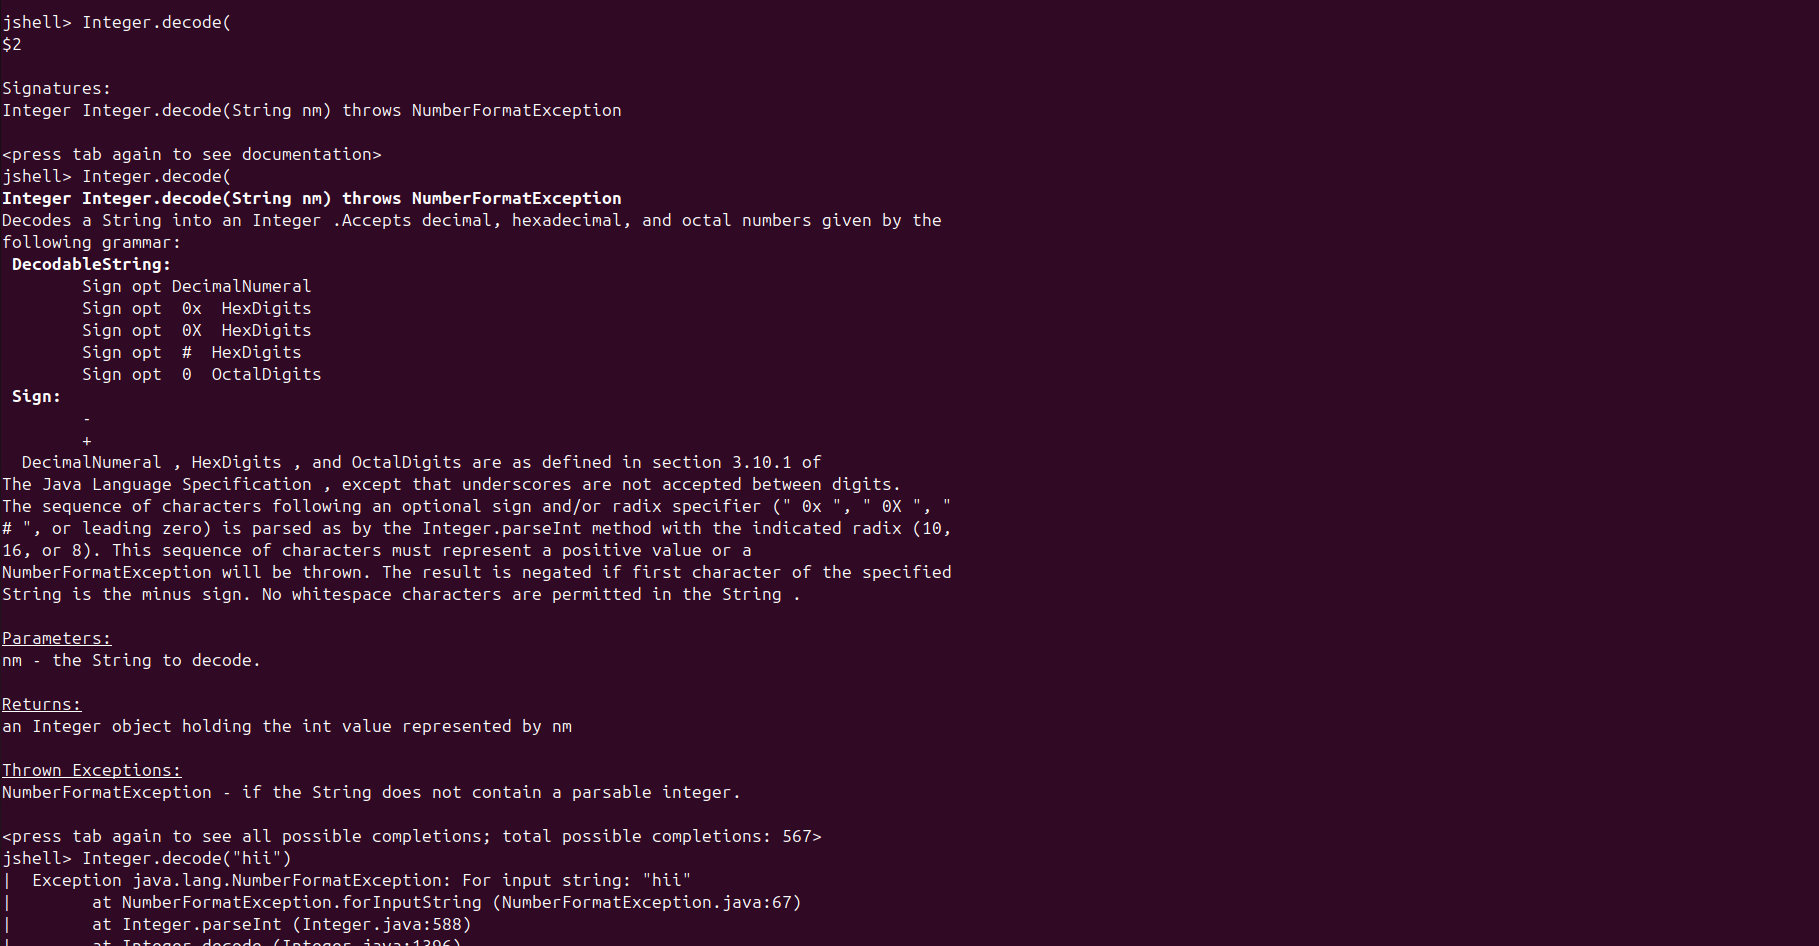 jshell> Integer.decode(
$2
Signatures:
Integer Integer.decode(String nm) throws NumberFormatException
<press tab again to see documentation>
jshell> Integer.decode(
Integer Integer.decode(String nm) throws NumberFormatException
Decodes a String into an Integer .Accepts decimal, hexadecimal, and octal numbers given by the
following grammar:
DecodableString:
Sign opt DecimalNumeral
Sign opt  0x  HexDigits
Sign opt  0X  HexDigits
Sign opt  #  HexDigits
Sign opt  0  OctalDigits
Sign:
-
+
DecimalNumeral , HexDigits , and OctalDigits are as defined in section 3.10.1 of
The Java Language Specification , except that underscores are not accepted between digits.
The sequence of characters following an optional sign and/or radix specifier (" 0x ", " 0X ", "
# ", or leading zero) is parsed as by the Integer.parseInt method with the indicated radix (10,
16, or 8). This sequence of characters must represent a positive value or a
NumberFormatException will be thrown. The result is negated if first character of the specified
String is the minus sign. No whitespace characters are permitted in the String .
Parameters:
nm - the String to decode.
Returns:
an Integer object holding the int value represented by nm
Thrown Exceptions:
NumberFormatException - if the String does not contain a parsable integer.
<press tab again to see all possible completions; total possible completions: 567>
jshell> Integer.decode("hii")
|  Exception java.lang.NumberFormatException: For input string: "hii"
|        at NumberFormatException.forInputString (NumberFormatException.java:67)
|        at Integer.parseInt (Integer.java:588)
|        at Integer.decode (Integer.java:1396)